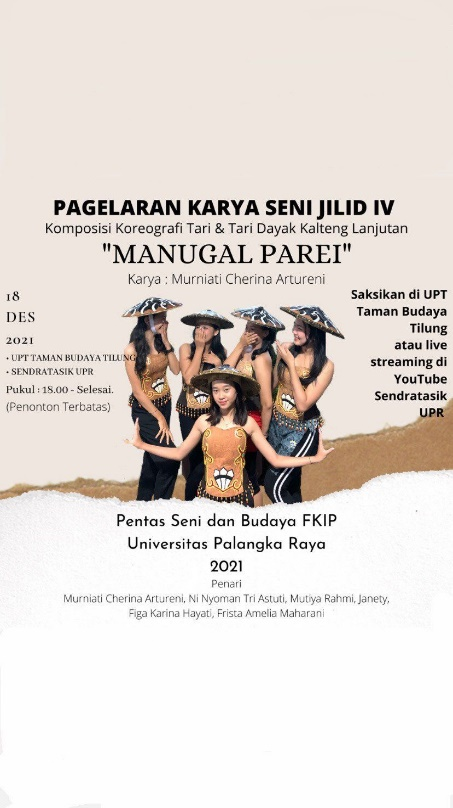 PAGELARAN KARYA SENI JILID IV
Komposisi Koreografi Tari & Tari Dayak Kalteng Lanjutan
"MANUGAL PAREI"
Karya : Murniati Cherina Artureni
18
DES
2021
• UPT TAMAN BUDAYA TILUNG
• SENDRATASIK UPR
Pukul : 18.00 - Selesai.
(Penonton Terbatas)
Saksikan di UPT
Taman Budaya
Tilung
atau live
streaming di
YouTube
Sendratasik
UPR
Pentas Seni dan Budaya FKIP
Universitas Palangka Raya
2021
Penari
Murniati Cherina Artureni, Ni Nyoman Tri Astuti, Mutiya Rahmi, Janety,
Figa Karina Hayati, Frista Amelia Maharani